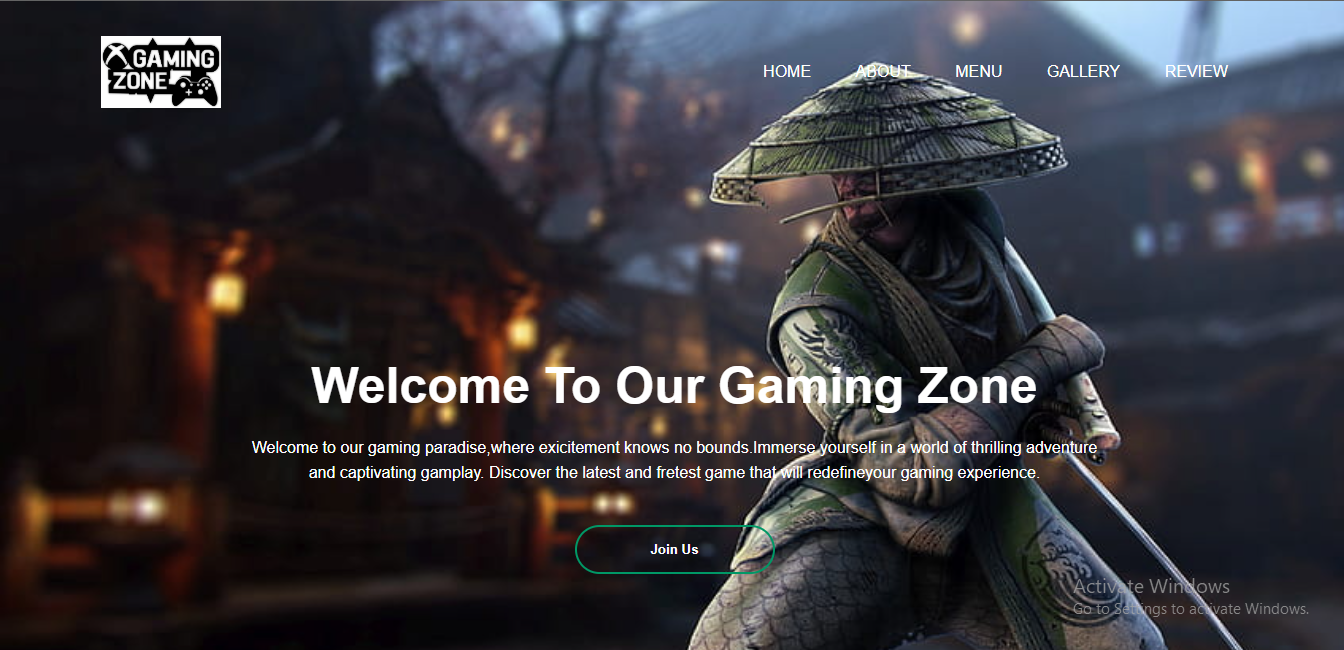 GAMING
ZONE
HOME ABOUT MENU GALLERY REVIEW
Welcome To Our Gaming Zone
Welcome to our gaming paradise,where exicitement knows no bounds.Immerse yourself in a world of thrilling adventure
and captivating gamplay. Discover the latest and fretest game that will redefineyour gaming experience.
Join Us
Activate Windows
Go to Settings to activate Windows.